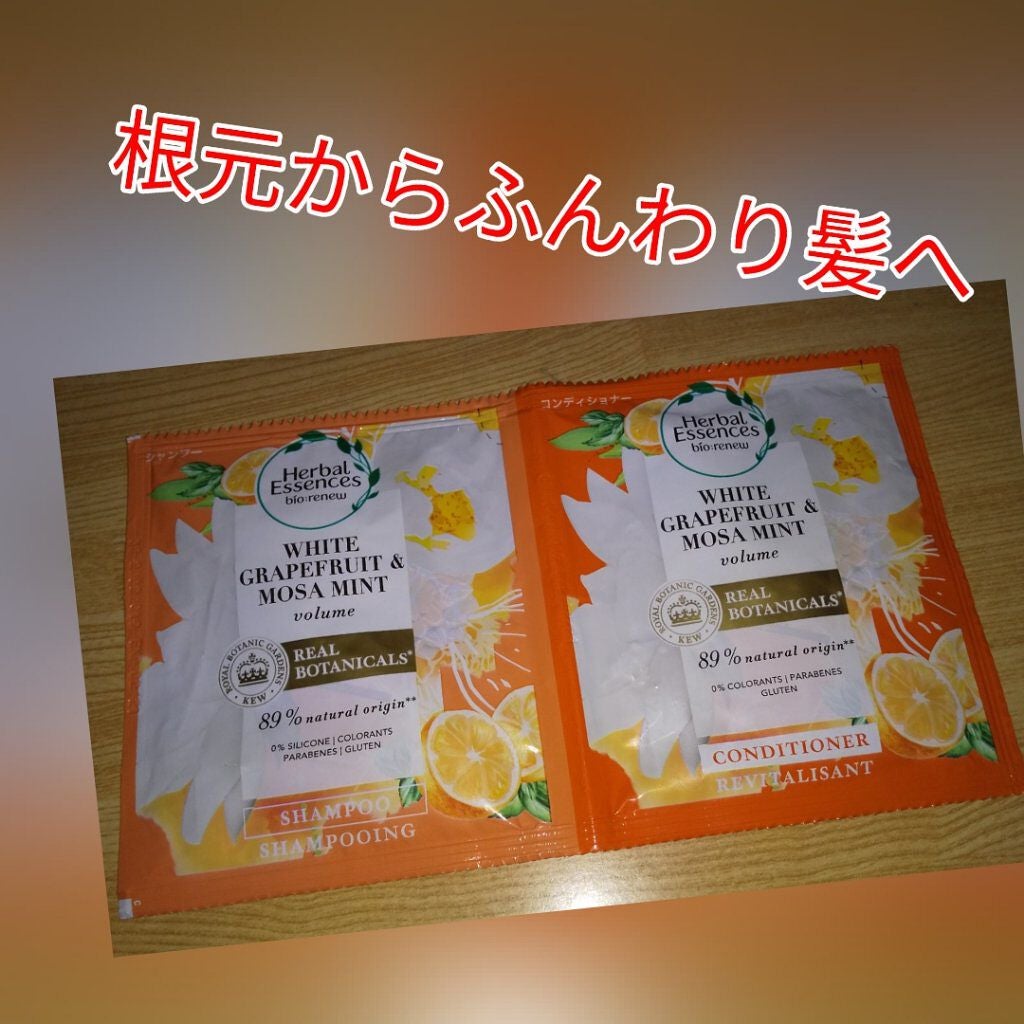 根元からふんわり髪へ
シャンプー
Herbal
Essences
bio:renew
WHITE
GRAPEFRUIT &
MOSA MINT
volume
ROYAL BOTANIC GARDENS
KEW
REAL
BOTANICALS*
89% natural origin**
0% SILICONE | COLORANTS
PARABENES | GLUTEN
SHAMPOO
SHAMPOOING
コンディショナー
Herbal
Essences
bio:renew
WHITE
GRAPEFRUIT &
MOSA MINT
volume
ROYAL BOTANIC GARDENS
KEW
REAL
BOTANICALS*
89% natural origin**
0% COLORANTS | PARABENES
GLUTEN
CONDITIONER
REVITALISANT